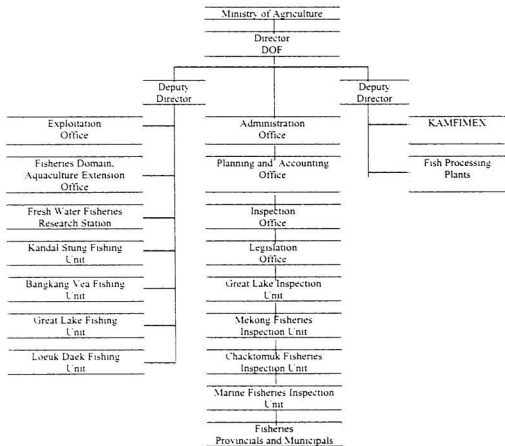 Ministry of Agriculture
Director
DOF
Deputy
Director
Deputy
Director
Exploitation
Office
Fisheries Domain,
Aquaculture Extension
Office
Fresh Water Fisheries
Research Station
Kandal Stung Fishing
Unit
Bangkang Vea Fishing
Unit
Great Lake Fishing
Unit
Loeuk Daek Fishing
Unit
Administration
Office
Planning and Accounting
Office
Inspection
Office
Legislation
Office
Great Lake Inspection
Unit
Mekong Fisheries
Inspection Unit
Chacktomuk Fisheries
Inspection Unit
Marine Fisheries Inspection
Unit
Fisheries
Provincials and Municipals
KAMFIMEX
Fish Processing
Plants